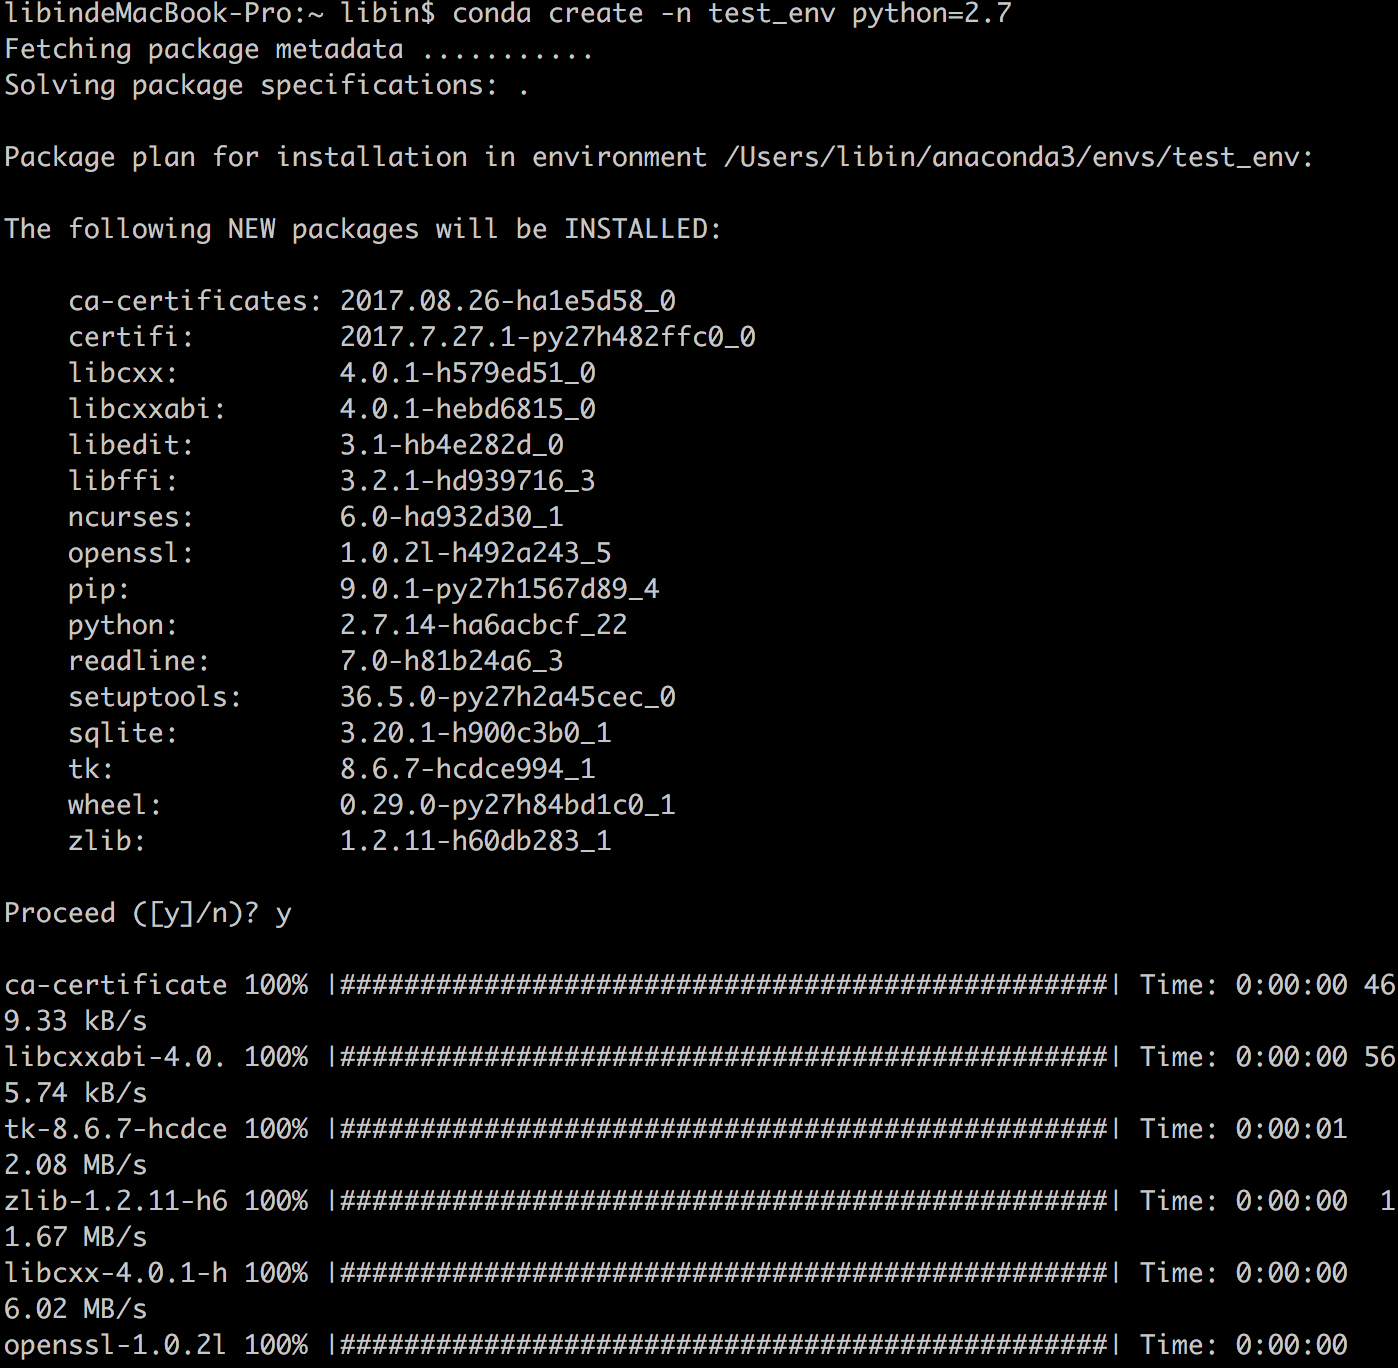 libindeMacBook-Pro:~ libin$ conda create -n test_env python=2.7
Fetching package metadata ...........
Solving package specifications: .
Package plan for installation in environment /Users/libin/anaconda3/envs/test_env:
The following NEW packages will be INSTALLED:
ca-certificates: 2017.08.26-ha1e5d58_0
certifi: 2017.7.27.1-py27h482ffc0_0
libcxx: 4.0.1-h579ed51_0
libcxxabi: 4.0.1-hebd6815_0
libedit: 3.1-hb4e282d_0
libffi: 3.2.1-hd939716_3
ncurses: 6.0-ha932d30_1
openssl: 1.0.2l-h492a243_5
pip: 9.0.1-py27h1567d89_4
python: 2.7.14-ha6acbcf_22
readline: 7.0-h81b24a6_3
setuptools: 36.5.0-py27h2a45cec_0
sqlite: 3.20.1-h900c3b0_1
tk: 8.6.7-hcdce994_1
wheel: 0.29.0-py27h84bd1c0_1
zlib: 1.2.11-h60db283_1
Proceed ([y]/n)? y
ca-certificate 100% |################################################| Time: 0:00:00 46
9.33 kB/s
libcxxabi-4.0. 100% |################################################| Time: 0:00:00 56
5.74 kB/s
tk-8.6.7-hcdce 100% |################################################| Time: 0:00:01
2.08 MB/s
zlib-1.2.11-h6 100% |################################################| Time: 0:00:00 1
1.67 MB/s
libcxx-4.0.1-h 100% |################################################| Time: 0:00:00
6.02 MB/s
openssl-1.0.2l 100% |################################################| Time: 0:00:00